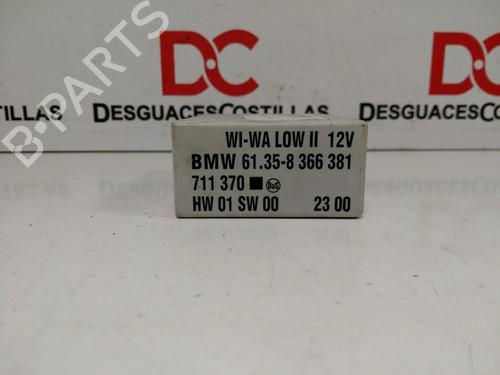 DC DC
DESGUACESCOSTILLAS DESGUACESCOSTILLAS
B-PARTS
WI-WA LOW II 12V
BMW 61.35-8 366 381
711 370 B&S
HW 01 SW 00 23 00